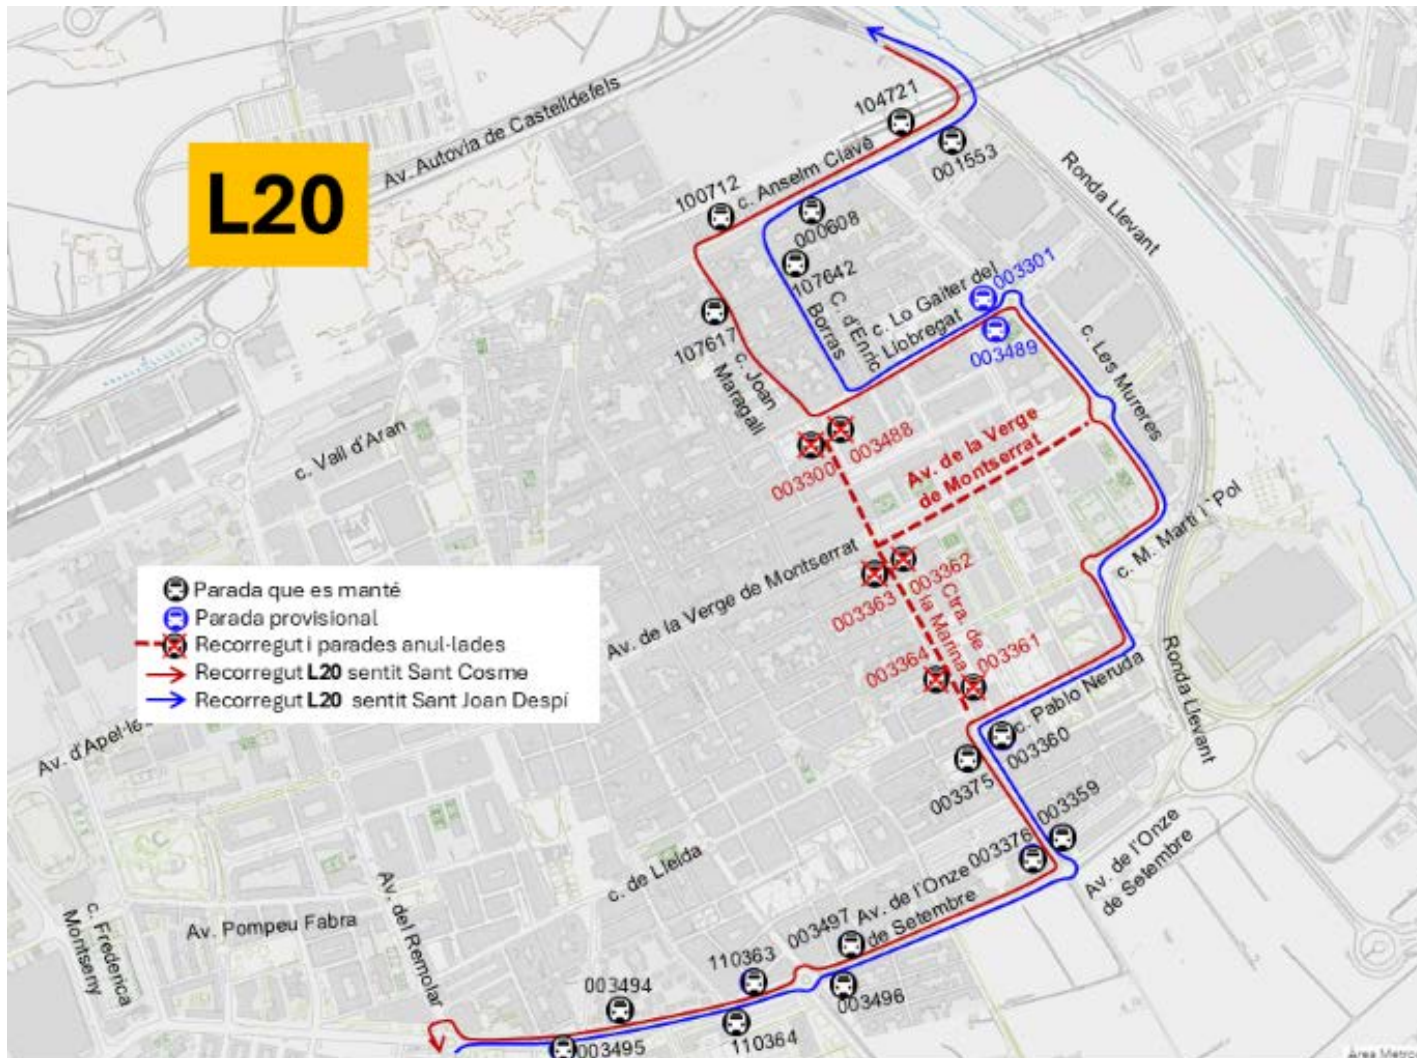 104721
Av. Autovia de Castelldefels
001553
L20
100712
c. Anselm Clavè
Ronda Llevant
000608
107642
003301
c. Lo Gaiter del
Llobregat
C. d'Enric
Borras
003489
107617
c. Joan
Maragall
c. Les Mureres
003488
003300
Av. de la Verge
de Montserrat
c. Vall d'Aran
c. M. Martí i Pol
Av. de la Verge de Montserrat
003362
003363
Ctra. de
la Marina
003361
003364
Parada que es manté
Parada provisional
Recorregut i parades anul·lades
Recorregut L20 sentit Sant Cosme
Recorregut L20 sentit Sant Joan Despí
Ronda Llevant
c. Pablo Neruda
003360
003375
003359
003376
Av. d'Apel·les
Av. de l'Onze
de Setembre
c. de Lleida
Av. de l'Onze
de Setembre
003497
Av. del Remolar
Av. Pompeu Fabra
c. Frederica
Montseny
110363
003494
003496
110364
003495